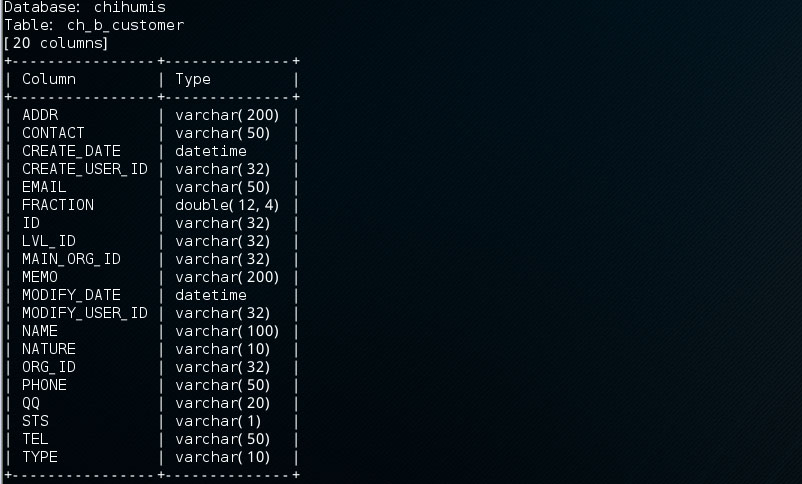 Database: chihumis
Table: ch_b_customer
[20 columns]
+----------------+--------------+
| Column         | Type         |
+----------------+--------------+
| ADDR           | varchar(200) |
| CONTACT        | varchar(50)  |
| CREATE_DATE    | datetime     |
| CREATE_USER_ID | varchar(32)  |
| EMAIL          | varchar(50)  |
| FRACTION       | double(12,4) |
| ID             | varchar(32)  |
| LVL_ID         | varchar(32)  |
| MAIN_ORG_ID    | varchar(32)  |
| MEMO           | varchar(200) |
| MODIFY_DATE    | datetime     |
| MODIFY_USER_ID | varchar(32)  |
| NAME           | varchar(100) |
| NATURE         | varchar(10)  |
| ORG_ID         | varchar(32)  |
| PHONE          | varchar(50)  |
| QQ             | varchar(20)  |
| STS            | varchar(1)   |
| TEL            | varchar(50)  |
| TYPE           | varchar(10)  |
+----------------+--------------+